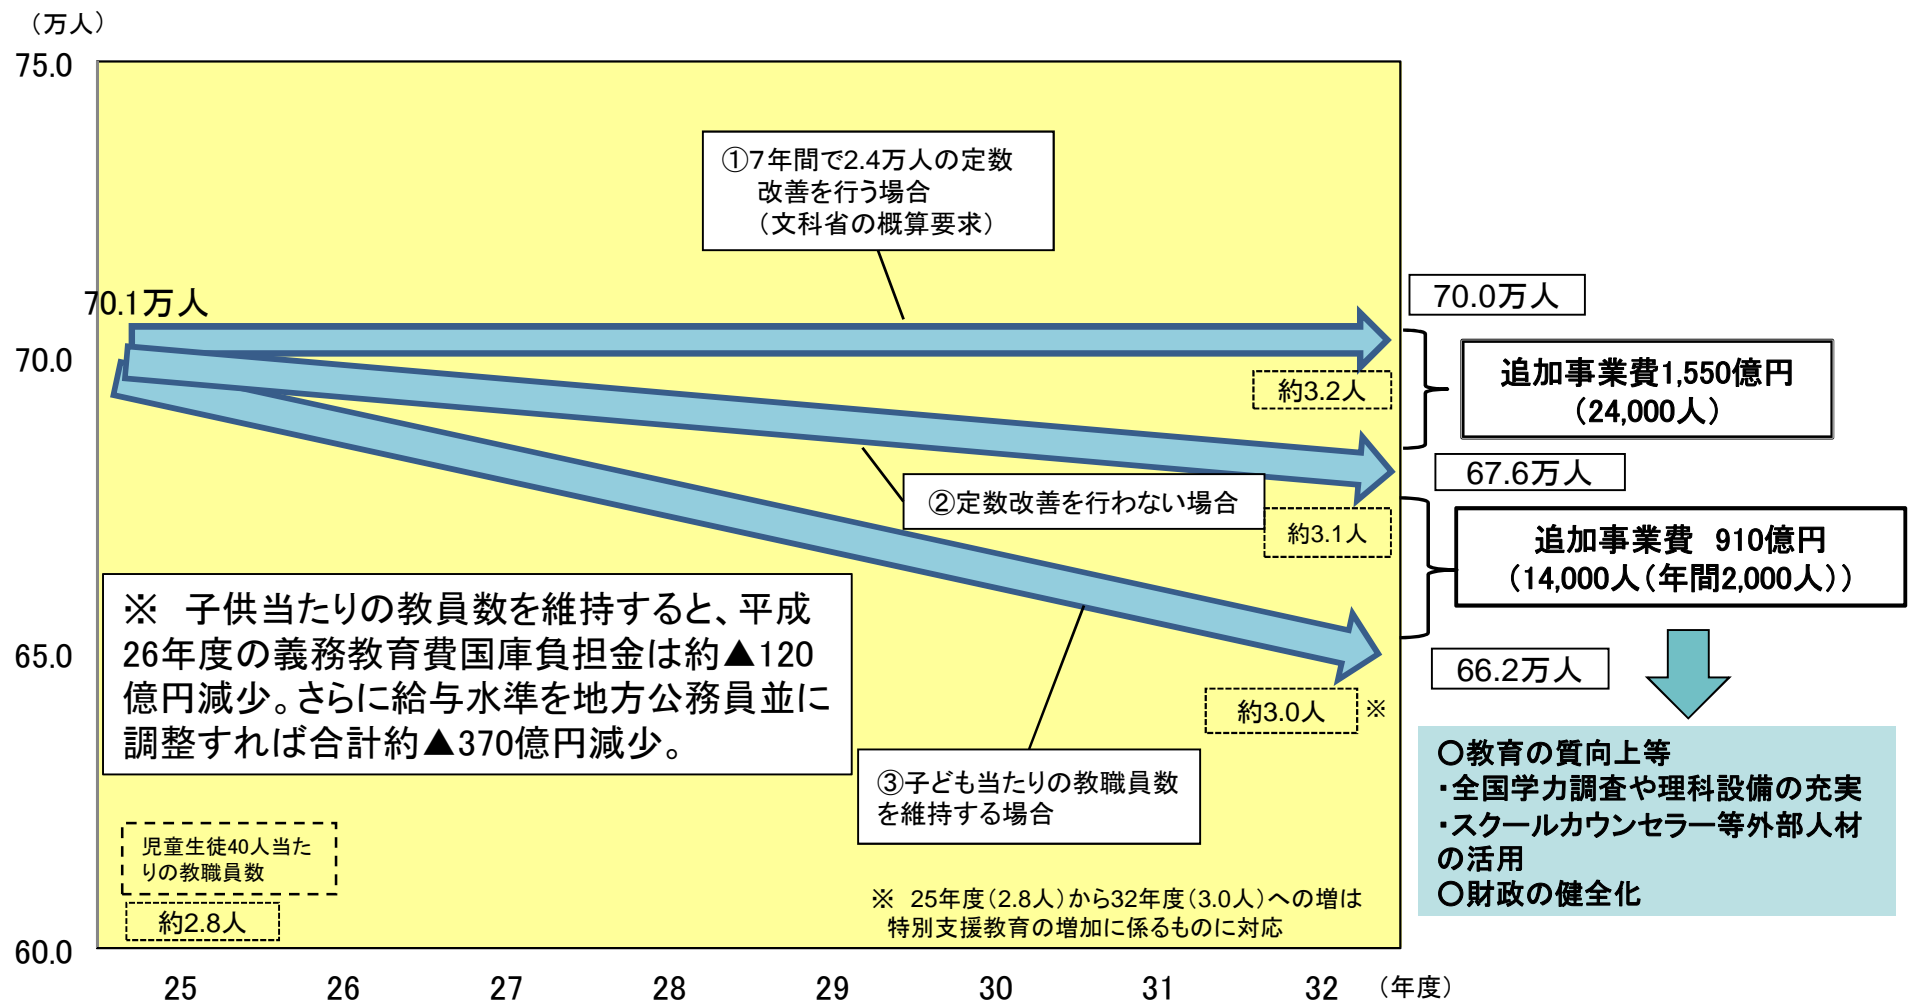 （万人）
75.0
70.0
65.0
60.0
70.1万人
①7年間で2.4万人の定数
改善を行う場合
（文科省の概算要求）
70.0万人
約3.2人
追加事業費1,550億円
（24,000人）
67.6万人
②定数改善を行わない場合
約3.1人
追加事業費　910億円
（14,000人（年間2,000人））
66.2万人
約3.0人
※
※　子供当たりの教員数を維持すると、平成
26年度の義務教育費国庫負担金は約▲120
億円減少。さらに給与水準を地方公務員並に
調整すれば合計約▲370億円減少。
③子ども当たりの教職員数
を維持する場合
○教育の質向上等
・全国学力調査や理科設備の充実
・スクールカウンセラー等外部人材
の活用
○財政の健全化
児童生徒40人当た
りの教職員数
約2.8人
※　25年度（2.8人）から32年度（3.0人）への増は
特別支援教育の増加に係るものに対応
25 26 27 28 29 30 31 32 （年度）